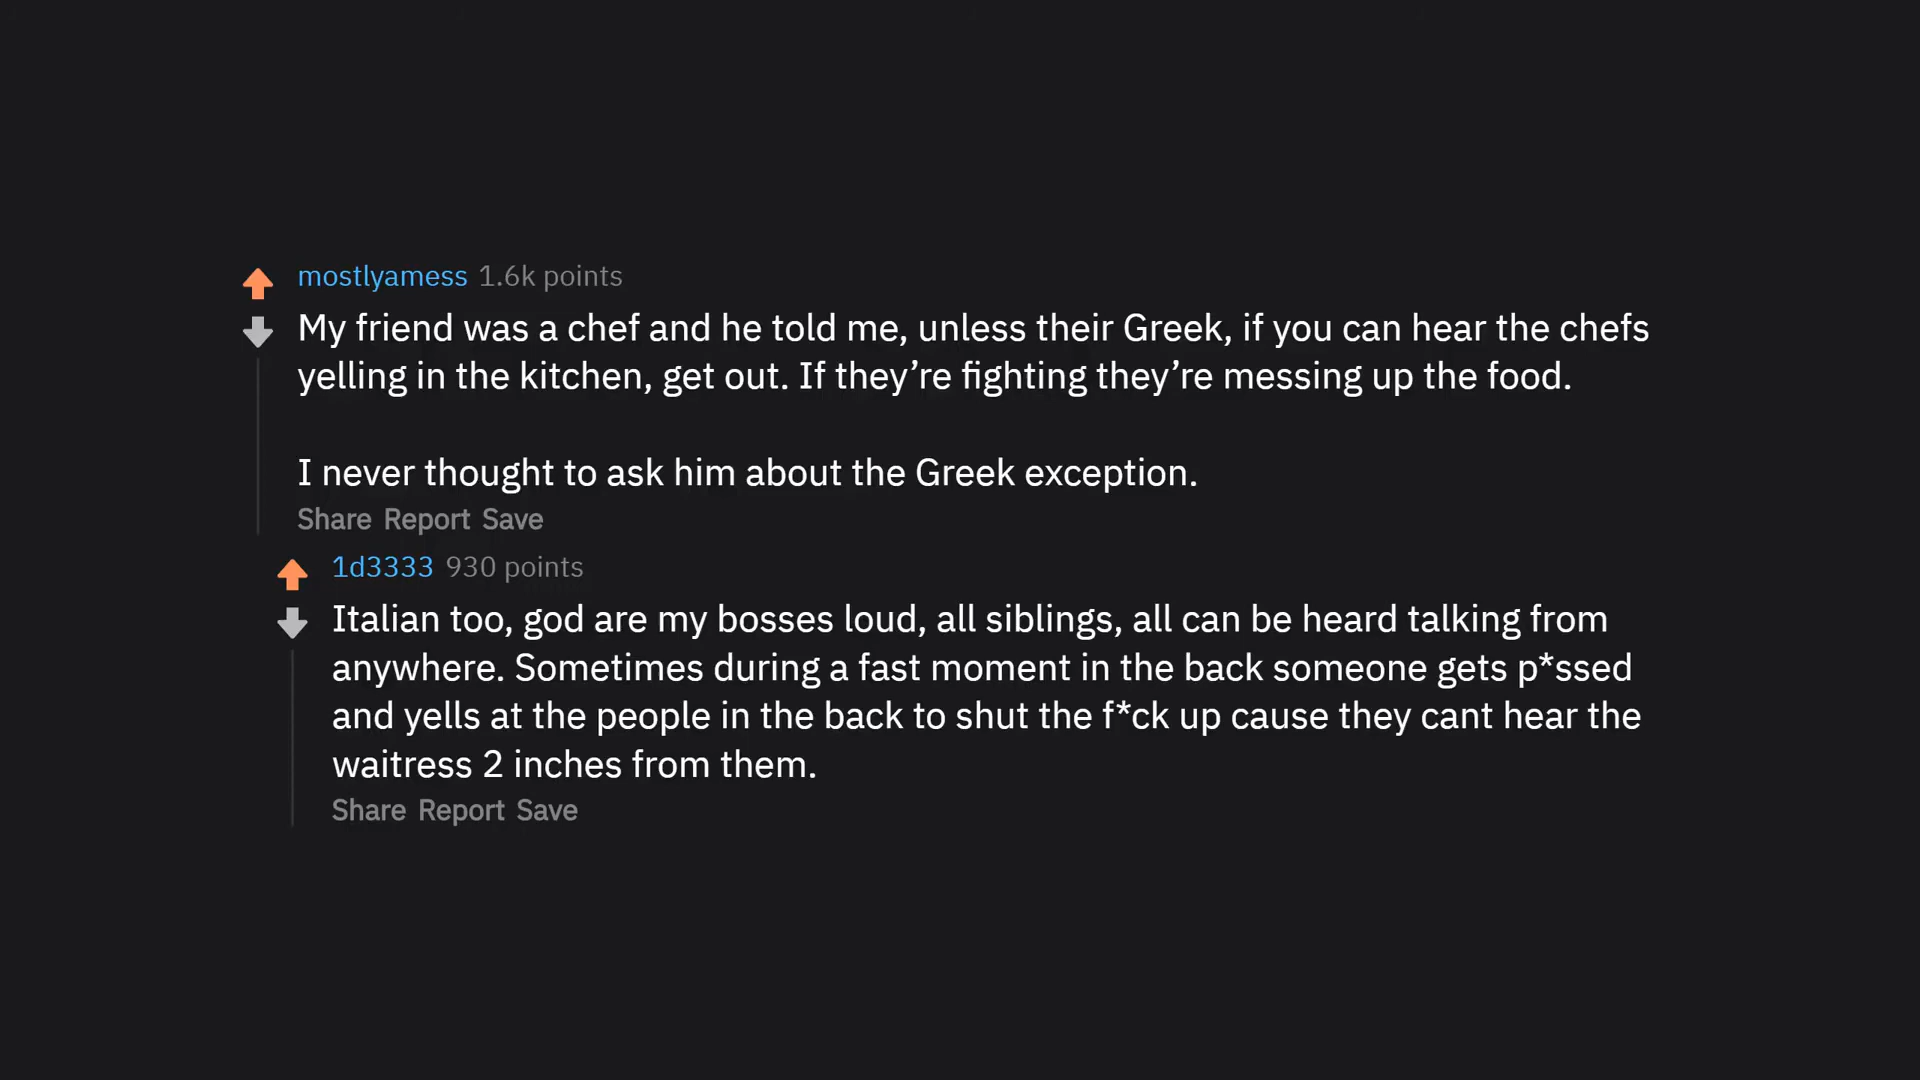 mostlyamess 1.6k points
My friend was a chef and he told me, unless their Greek, if you can hear the chefs
yelling in the kitchen, get out. If they’re fighting they’re messing up the food.
I never thought to ask him about the Greek exception.
Share Report Save
1d3333 930 points
Italian too, god are my bosses loud, all siblings, all can be heard talking from
anywhere. Sometimes during a fast moment in the back someone gets p*ssed
and yells at the people in the back to shut the f*ck up cause they cant hear the
waitress 2 inches from them.
Share Report Save